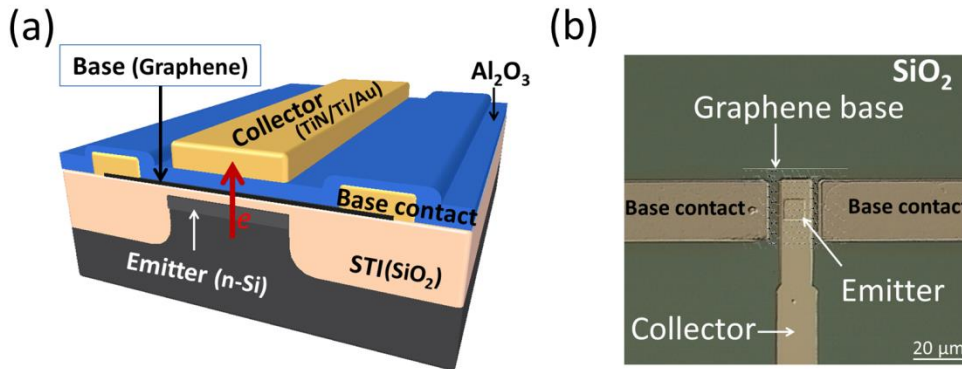 (a)
Base (Graphene)
Al₂O₃
Collector
(TiN/Ti/Au)
Base contact
e
Emitter (n-Si)
STI(SiO₂)
(b)
SiO₂
Graphene base
Base contact
Base contact
Emitter
Collector
20 µm